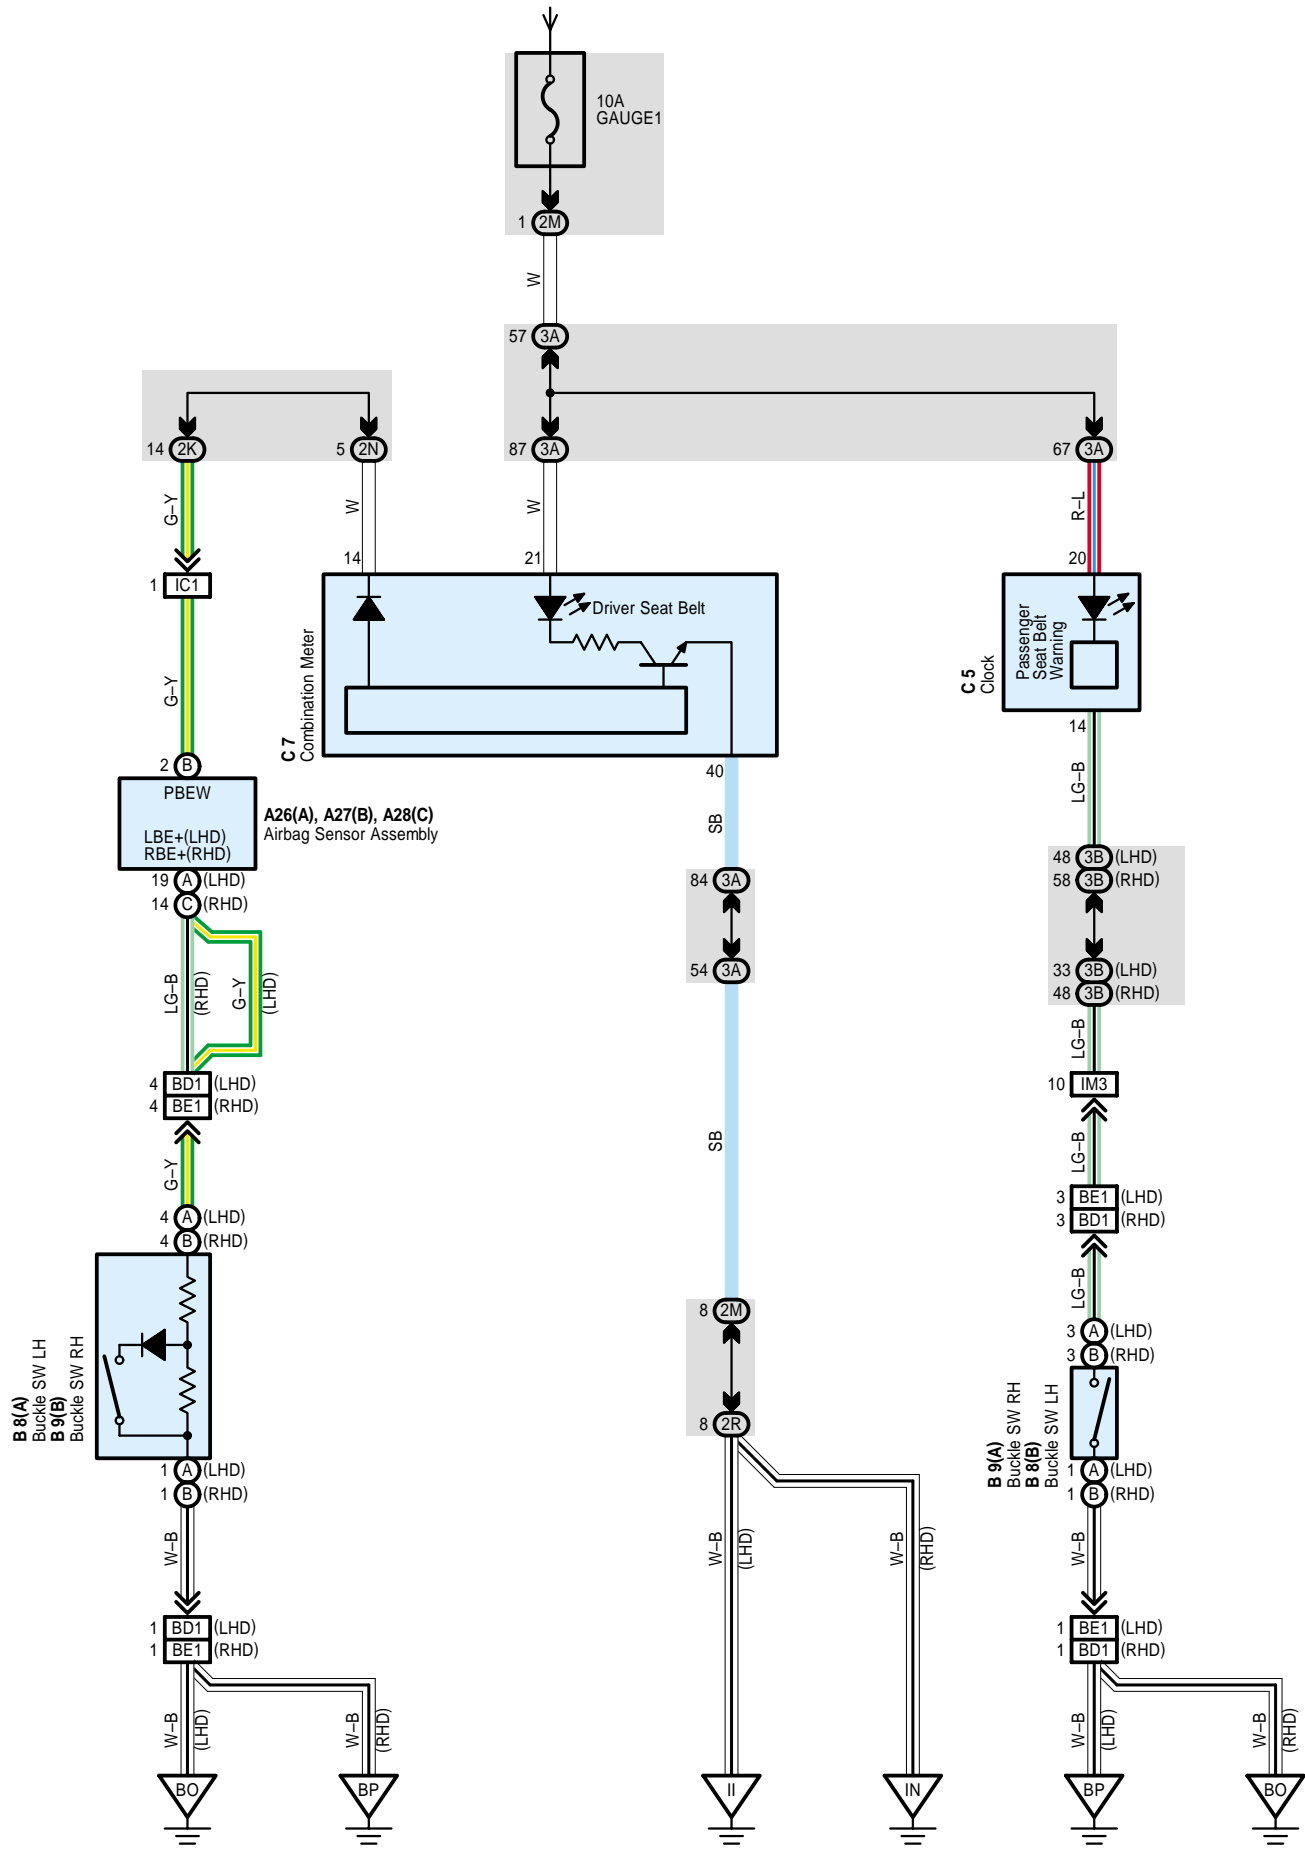 10A
GAUGE1
1 2M
W
57 3A
14 2K
5 2N
87 3A
67 3A
G–Y
W
W
R–L
14
21
20
1 IC1
Driver Seat Belt
C 7
Combination Meter
C 5
Clock
Passenger
Seat Belt
Warning
G–Y
14
40
2 B
PBEW
LBE+(LHD)
RBE+(RHD)
A26(A), A27(B), A28(C)
Airbag Sensor Assembly
SB
LG–B
48 3B (LHD)
58 3B (RHD)
19 A (LHD)
14 C (RHD)
84 3A
54 3A
33 3B (LHD)
48 3B (RHD)
LG–B
(RHD)
G–Y
(LHD)
LG–B
4 BD1 (LHD)
4 BE1 (RHD)
10 IM3
SB
LG–B
G–Y
3 BE1 (LHD)
3 BD1 (RHD)
4 A (LHD)
4 B (RHD)
LG–B
8 2M
3 A (LHD)
3 B (RHD)
B 8(A)
Buckle SW LH
B 9(B)
Buckle SW RH
8 2R
B 9(A)
Buckle SW RH
B 8(B)
Buckle SW LH
1 A (LHD)
1 B (RHD)
1 A (LHD)
1 B (RHD)
W–B
W–B
(LHD)
W–B
(RHD)
W–B
1 BD1 (LHD)
1 BE1 (RHD)
1 BE1 (LHD)
1 BD1 (RHD)
W–B
(LHD)
W–B
(RHD)
W–B
(LHD)
W–B
(RHD)
BO
BP
II
IN
BP
BO